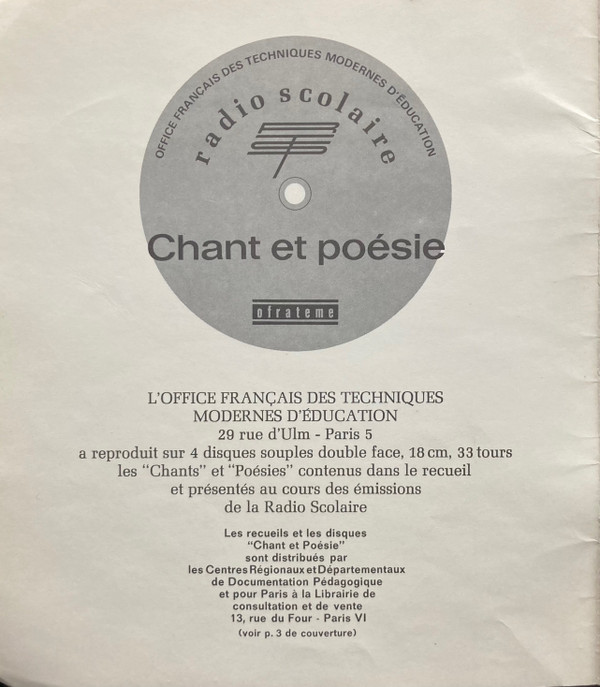 OFFICE FRANÇAIS DES TECHNIQUES MODERNES D'ÉDUCATION
radio scolaire
Chant et poésie
ofrateme
L'OFFICE FRANÇAIS DES TECHNIQUES
MODERNES D'ÉDUCATION
29 rue d'Ulm - Paris 5
a reproduit sur 4 disques souples double face, 18 cm, 33 tours
les "Chants" et "Poésies" contenus dans le recueil
et présentés au cours des émissions
de la Radio Scolaire
Les recueils et les disques
"Chant et Poésie"
sont distribués par
les Centres Régionaux et Départementaux
de Documentation Pédagogique
et pour Paris à la Librairie de
consultation et de vente
13, rue du Four - Paris VI
(voir p. 3 de couverture)